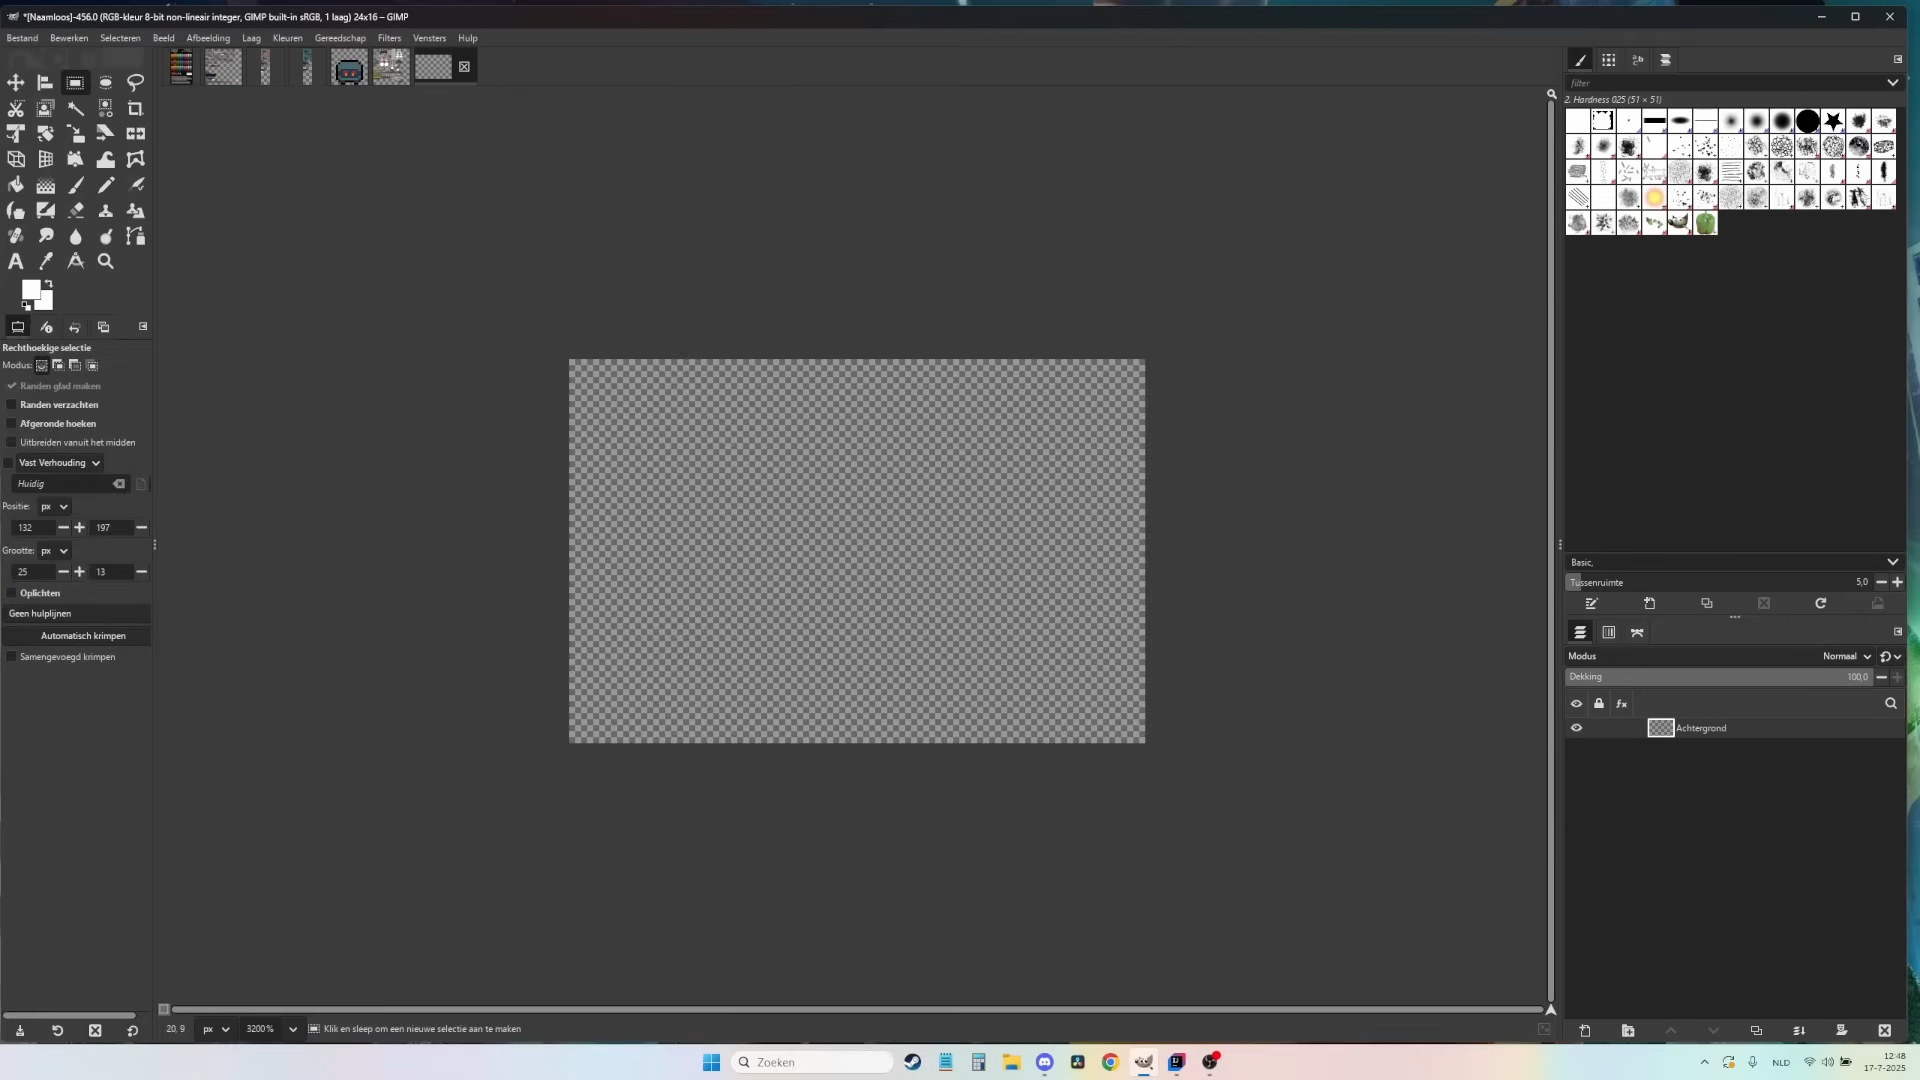 *[Naamloos]-456.0 (RGB-kleur 8-bit non-lineair integer, GIMP built-in sRGB, 1 laag) 24x16 – GIMP
Bestand Bewerken Selecteren Beeld Afbeelding Laag Kleuren Gereedschap Filters Vensters Hulp
filter
2. Hardness 025 (51 × 51)
Rechthoekige selectie
Modus:
Randen glad maken
Randen verzachten
Afgeronde hoeken
Uitbreiden vanuit het midden
Vast Verhouding
Huidig
Positie: px
132 197
Grootte: px
25 13
Oplichten
Geen hulplijnen
Automatisch krimpen
Samengevoegd krimpen
Basic,
Tussenruimte 5,0
Modus Normaal
Dekking 100,0
fx
Achtergrond
20, 9 px 3200% Klik en sleep om een nieuwe selectie aan te maken
Zoeken
NLD
12:48
17-7-2025